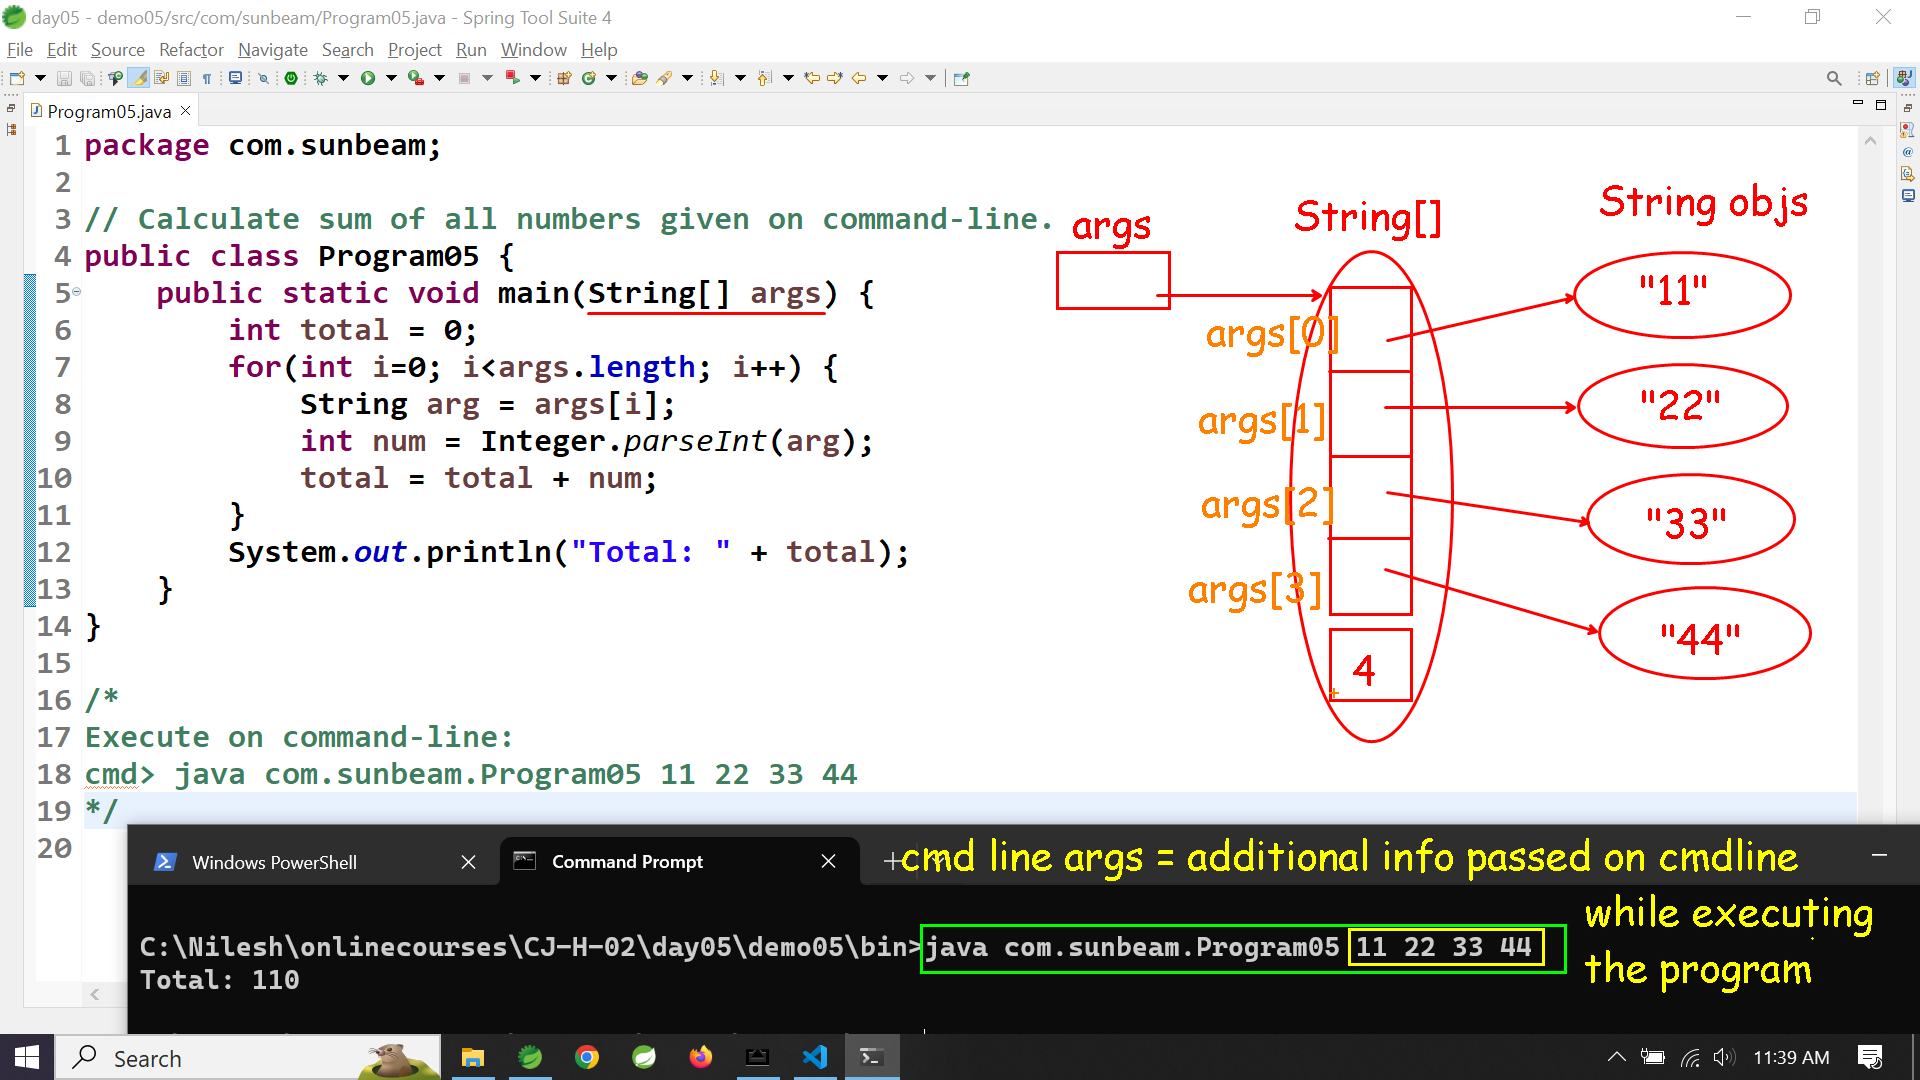 day05 - demo05/src/com/sunbeam/Program05.java - Spring Tool Suite 4
File Edit Source Refactor Navigate Search Project Run Window Help
Program05.java
1 package com.sunbeam;
2
3 // Calculate sum of all numbers given on command-line.
4 public class Program05 {
5 public static void main(String[] args) {
6 int total = 0;
7 for(int i=0; i<args.length; i++) {
8 String arg = args[i];
9 int num = Integer.parseInt(arg);
10 total = total + num;
11 }
12 System.out.println("Total: " + total);
13 }
14 }
15
16 /*
17 Execute on command-line:
18 cmd> java com.sunbeam.Program05 11 22 33 44
19 */
20
args
String[]
String objs
args[0]
"11"
args[1]
"22"
args[2]
"33"
args[3]
"44"
4
Windows PowerShell
Command Prompt
cmd line args = additional info passed on cmdline
while executing
the program
C:\Nilesh\onlinecourses\CJ-H-02\day05\demo05\bin>java com.sunbeam.Program05 11 22 33 44
Total: 110
Search
11:39 AM